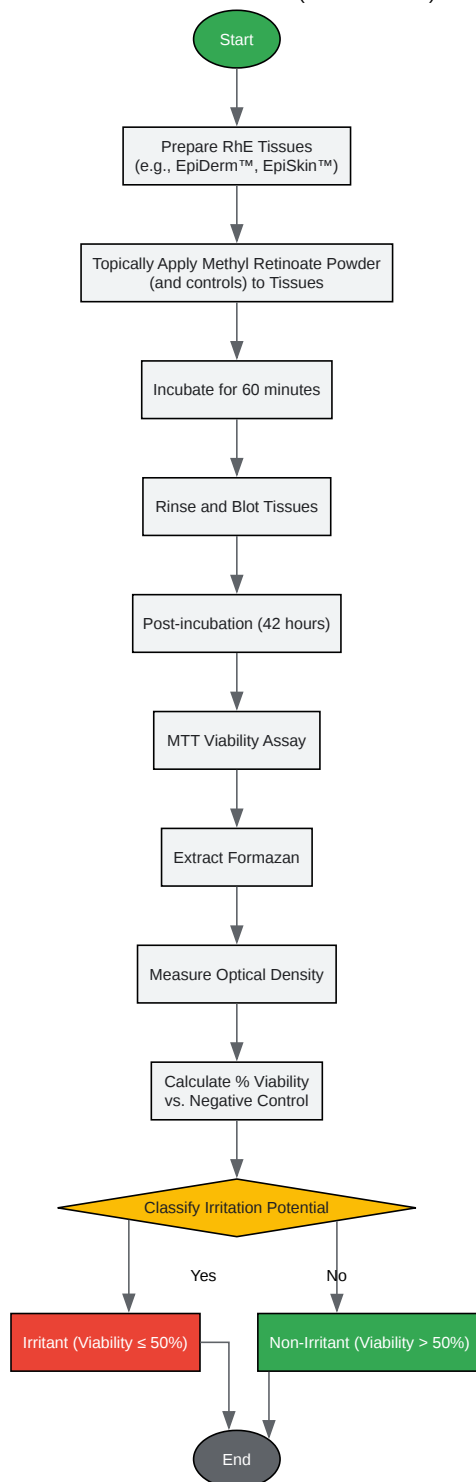 Start
Prepare RhE Tissues
(e.g., EpiDerm™, EpiSkin™)
Topically Apply Methyl Retinoate Powder
(and controls) to Tissues
Incubate for 60 minutes
Rinse and Blot Tissues
Post-incubation (42 hours)
MTT Viability Assay
Extract Formazan
Measure Optical Density
Calculate % Viability
vs. Negative Control
Classify Irritation Potential
Yes
No
Irritant (Viability ≤ 50%)
Non-Irritant (Viability > 50%)
End